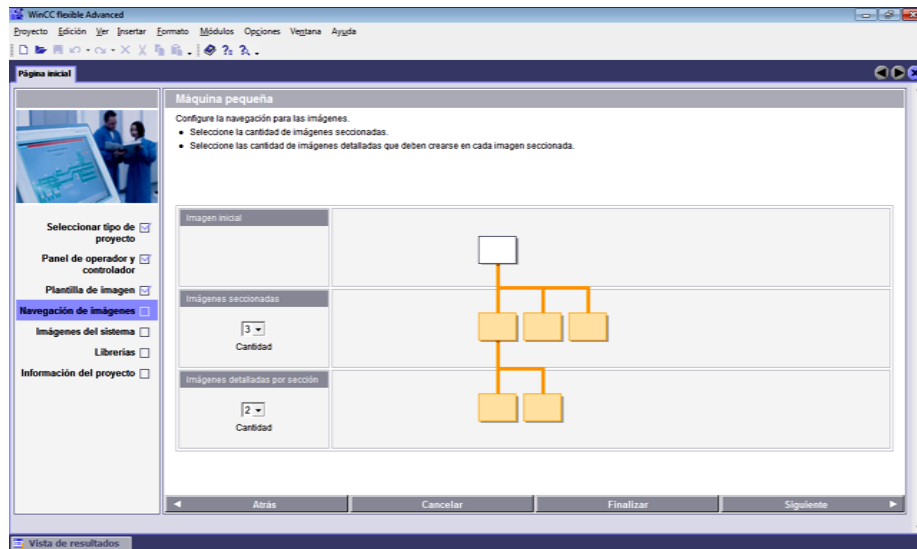 WinCC flexible Advanced
Proyecto Edición Ver Insertar Formato Módulos Opciones Ventana Ayuda
Página inicial
Máquina pequeña
Configure la navegación para las imágenes.
• Seleccione la cantidad de imágenes seccionadas.
• Seleccione las cantidad de imágenes detalladas que deben crearse en cada imagen seccionada.
Seleccionar tipo de
proyecto
Panel de operador y
controlador
Plantilla de imagen
Navegación de imágenes
Imágenes del sistema
Librerías
Información del proyecto
Imagen inicial
Imágenes seccionadas
3
Cantidad
Imágenes detalladas por sección
2
Cantidad
Atrás Cancelar Finalizar Siguiente
Vista de resultados